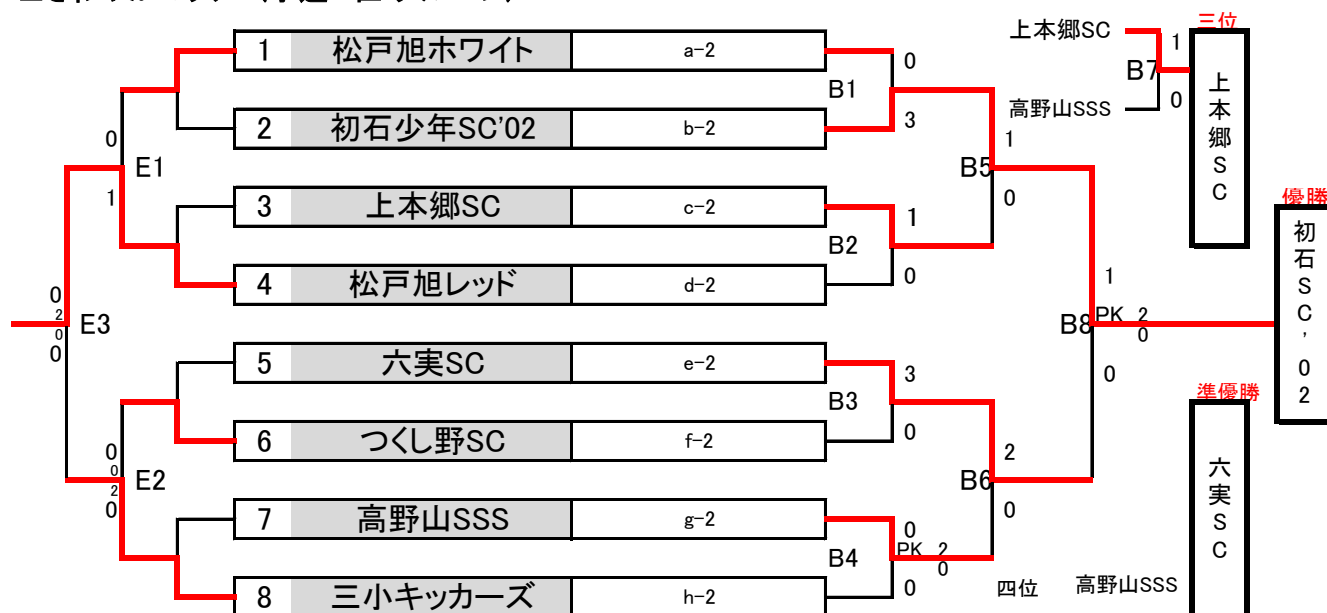 上本郷SC
三位
1
B7
0
高野山SSS
上本郷SC
1 松戸旭ホワイト a-2
0
B1
2 初石少年SC'02 b-2
3
0
E1
1
1
B5
0
3 上本郷SC c-2
1
B2
4 松戸旭レッド d-2
0
優勝
初石SC'02
0
2
0
0
E3
1
B8
PK 2
0
0
5 六実SC e-2
3
B3
6 つくし野SC f-2
0
準優勝
六実SC
0
0
2
0
E2
2
B6
0
7 高野山SSS g-2
0
B4
PK 2
0
8 三小キッカーズ h-2
0
四位 高野山SSS